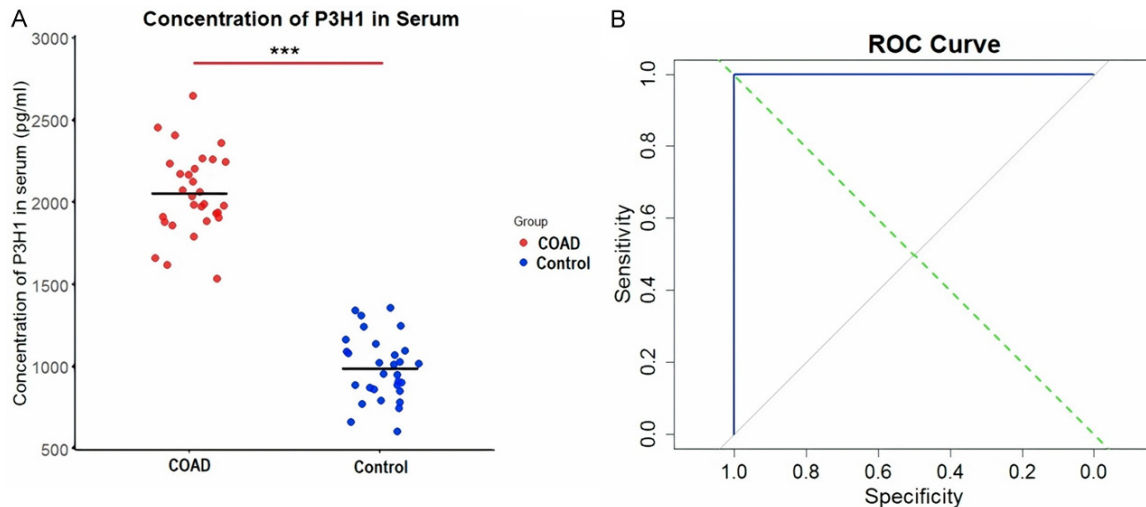 A
Concentration of P3H1 in Serum
Concentration of P3H1 in serum (pg/ml)
3000
2500
2000
1500
1000
500
***
COAD
Control
Group
COAD
Control
B
ROC Curve
Sensitivity
1.0
0.8
0.6
0.4
0.2
0.0
1.0 0.8 0.6 0.4 0.2 0.0
Specificity